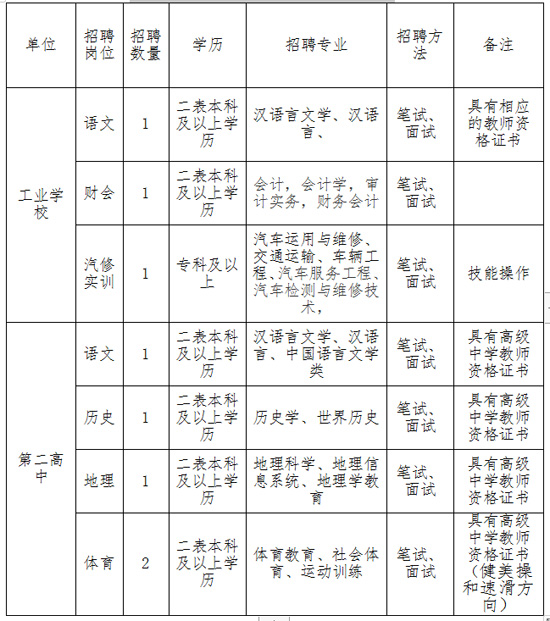 单位
招聘
岗位
招聘
数量
学历
招聘专业
招聘方
法
备注
工业学
校
语文
1
二表本科
及以上学
历
汉语言文学、汉语
言、
笔试、
面试
具有相应
的教师资
格证书
财会
1
二表本科
及以上学
历
会计，会计学，审
计实务，财务会计
笔试、
面试
汽修
实训
1
专科及以
上
汽车运用与维修、
交通运输、车辆工
程、汽车服务工程、
汽车检测与维修技
术，
笔试、
面试
技能操作
第二高
中
语文
1
二表本科
及以上学
历
汉语言文学、汉语
言、中国语言文学
类
笔试、
面试
具有高级
中学教师
资格证书
历史
1
二表本科
及以上学
历
历史学、世界历史
笔试、
面试
具有高级
中学教师
资格证书
地理
1
二表本科
及以上学
历
地理科学、地理信
息系统、地理学教
育
笔试、
面试
具有高级
中学教师
资格证书
体育
2
二表本科
及以上学
历
体育教育、社会体
育、运动训练
笔试、
面试
具有高级
中学教师
资格证书
（健美操
和速滑方
向）